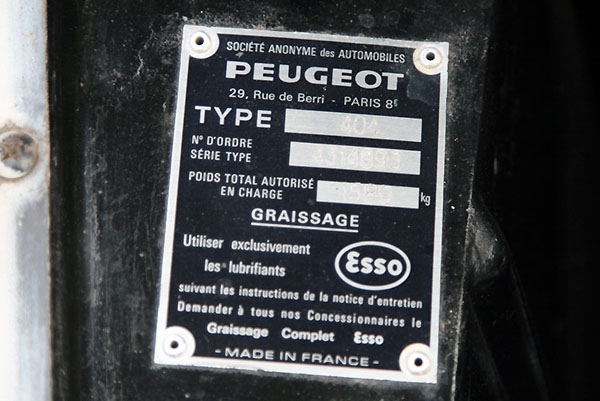 SOCIÉTÉ ANONYME des AUTOMOBILES
PEUGEOT
29, Rue de Berri - PARIS 8E
TYPE 404
N° D'ORDRE
SÉRIE TYPE
POIDS TOTAL AUTORISÉ
EN CHARGE kg
GRAISSAGE
Utiliser exclusivement
les lubrifiants
Esso
suivant les instructions de la notice d'entretien
Demander à tous nos Concessionnaires le
Graissage Complet Esso
- MADE IN FRANCE -